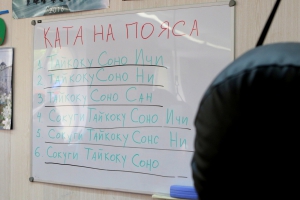 КАТА НА ПОЯСА
1 Тайкоку Соно Ичи
2 Тайкоку Соно Ни
3 Тайкоку Соно Сан
4 Сокуги Тайкоку Соно Ичи
5 Сокуги Тайкоку Соно Ни
6 Сокуги Тайкоку Соно